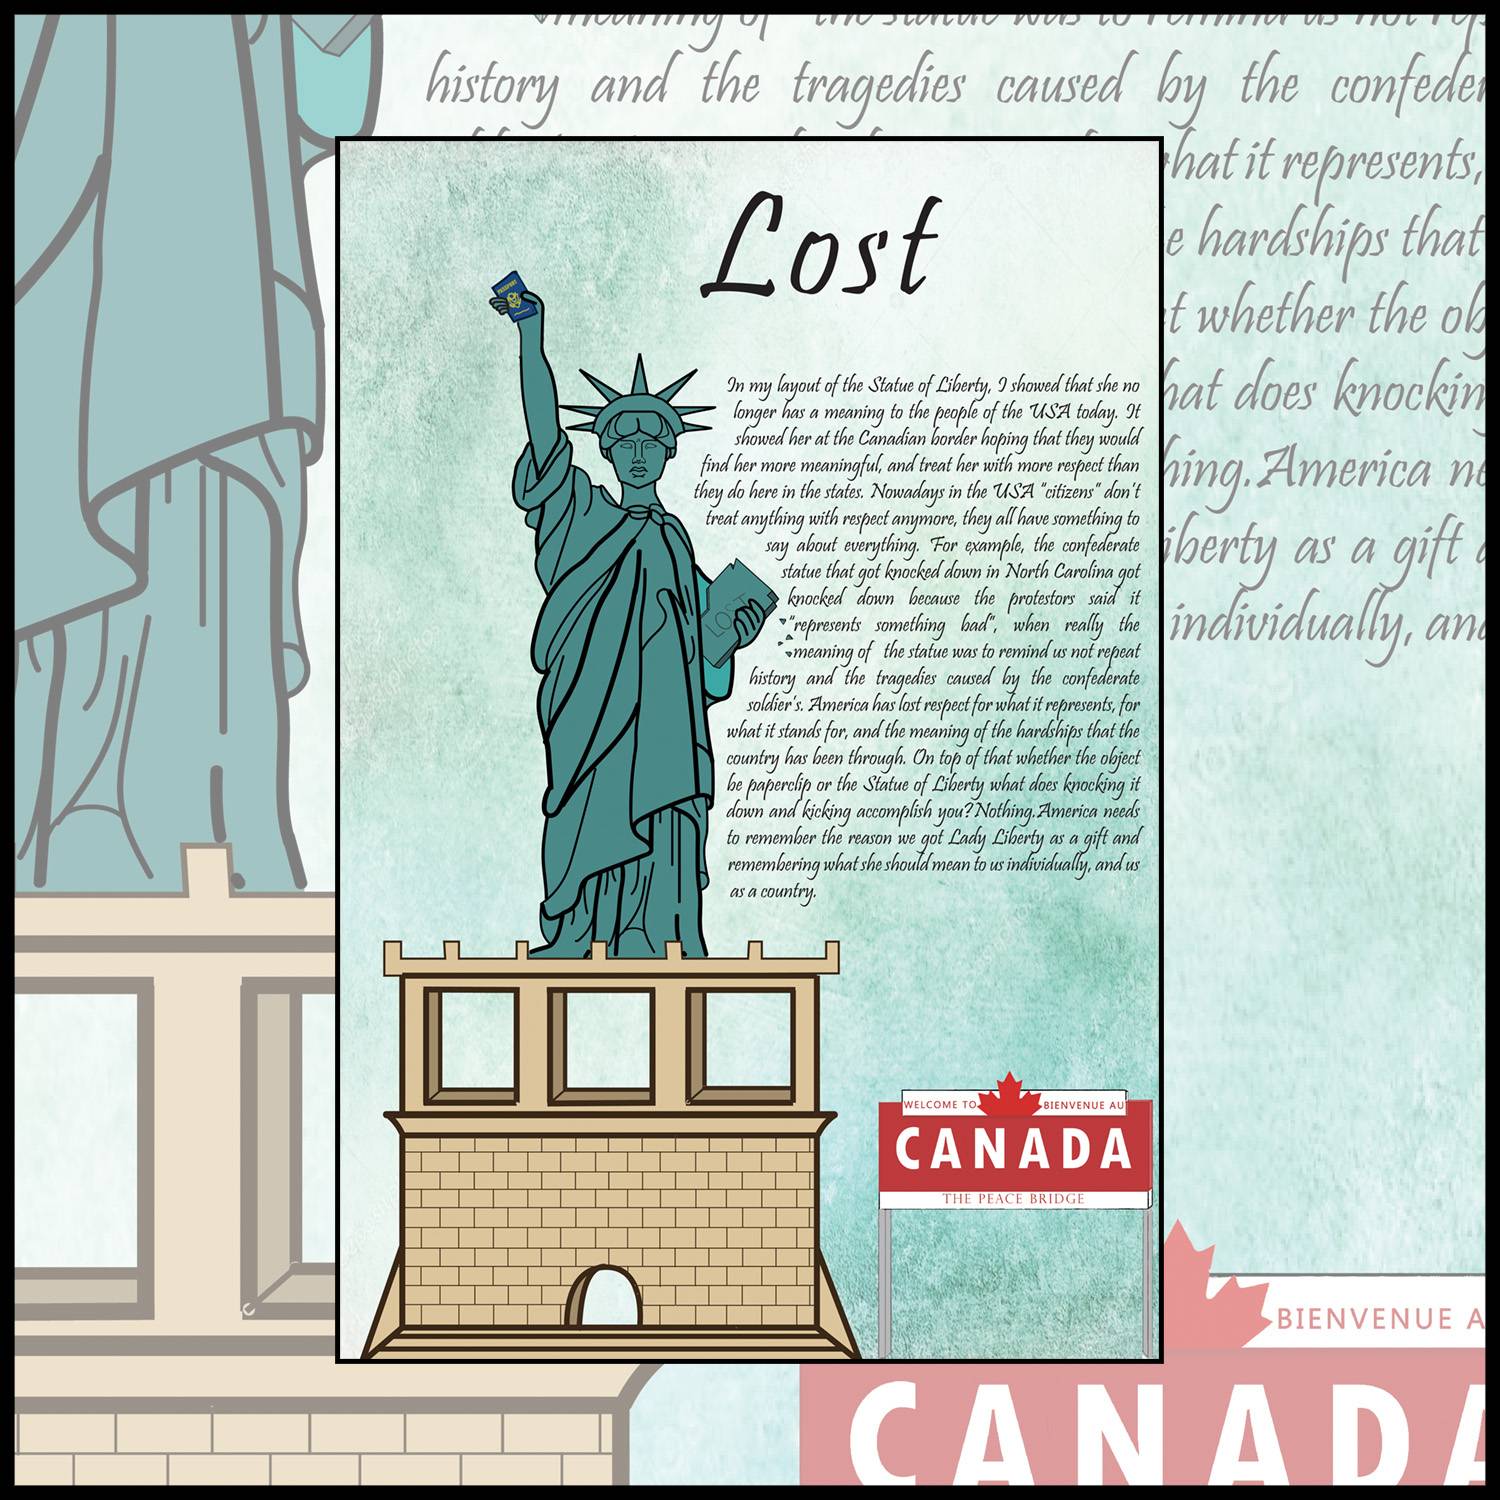 meaning of the statue was to remind us not rep
history and the tragedies caused by the confeder
hat it represents,
e hardships that
t whether the ob
hat does knockin
hing.America ne
iberty as a gift a
individually, and
Lost
PASSPORT
In my layout of the Statue of Liberty, I showed that she no
longer has a meaning to the people of the USA today. It
showed her at the Canadian border hoping that they would
find her more meaningful, and treat her with more respect than
they do here in the states. Nowadays in the USA "citizens" don't
treat anything with respect anymore, they all have something to
say about everything. For example, the confederate
statue that got knocked down in North Carolina got
knocked down because the protestors said it
"represents something bad", when really the
meaning of the statue was to remind us not repeat
history and the tragedies caused by the confederate
soldier's. America has lost respect for what it represents, for
what it stands for, and the meaning of the hardships that the
country has been through. On top of that whether the object
be paperclip or the Statue of Liberty what does knocking it
down and kicking accomplish you? Nothing.America needs
to remember the reason we got Lady Liberty as a gift and
remembering what she should mean to us individually, and us
as a country.
LOST
WELCOME TO BIENVENUE AU
CANADA
THE PEACE BRIDGE
BIENVENUE A
CANADA